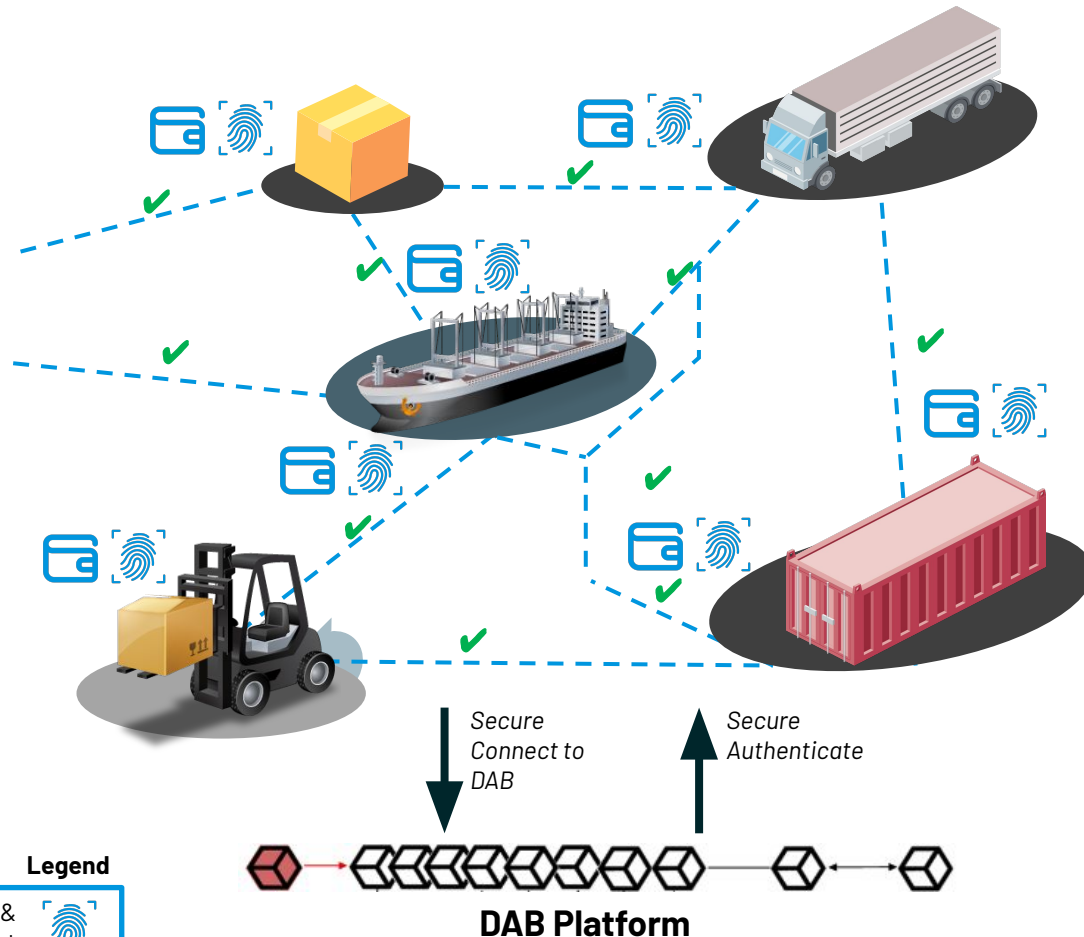 Secure
Connect to
DAB
Secure
Authenticate
Legend
&
DAB Platform